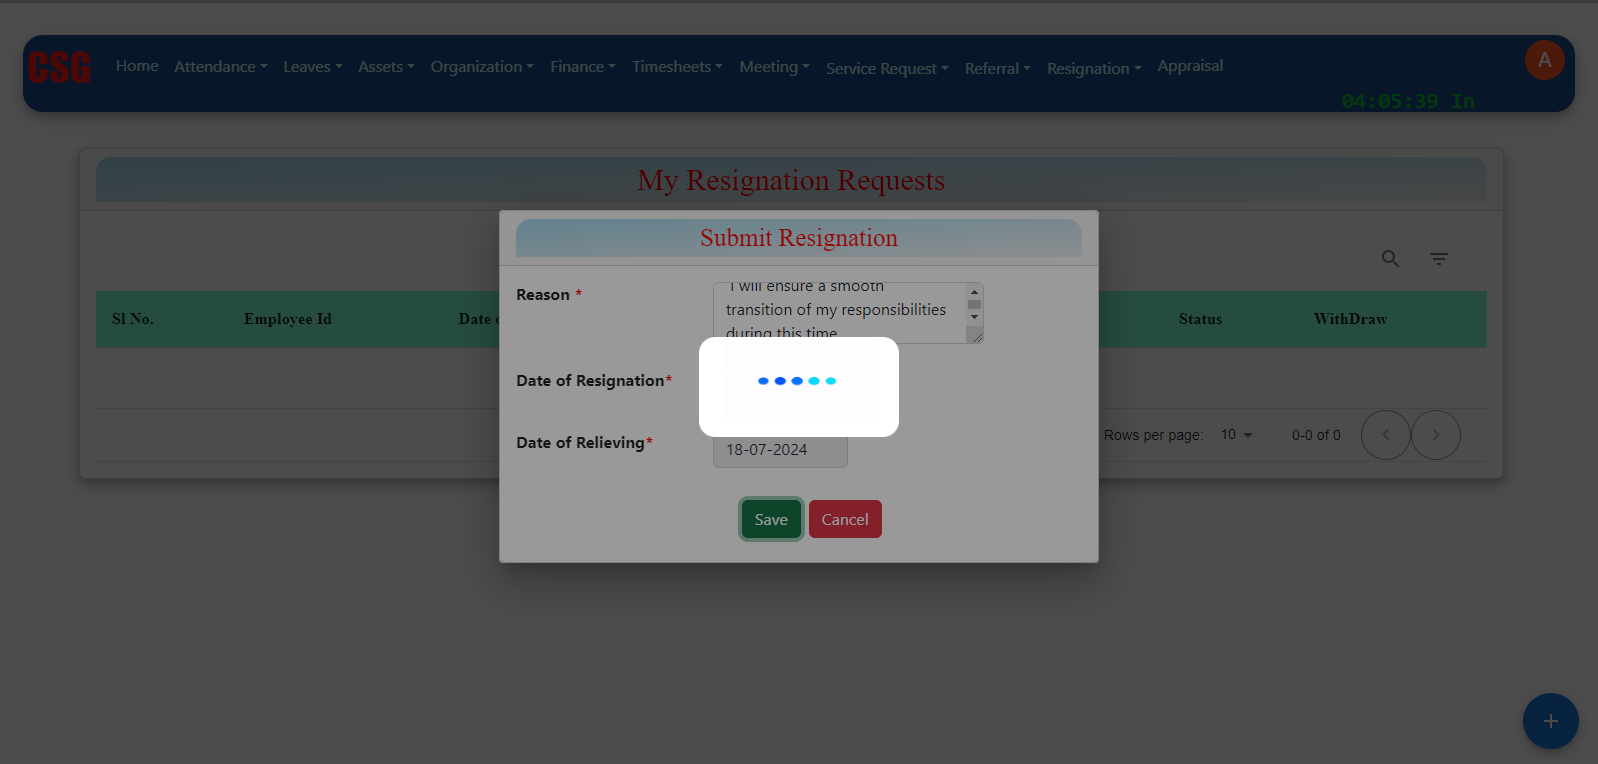 CSG Home Attendance Leaves Assets Organization Finance Timesheets Meeting Service Request Referral Resignation Appraisal A
04:05:39 In
My Resignation Requests
Submit Resignation
Reason *
I will ensure a smooth
transition of my responsibilities
during this time
Sl No. Employee Id Date Status WithDraw
Date of Resignation*
Date of Relieving*
18-07-2024
Rows per page: 10 0-0 of 0
Save Cancel